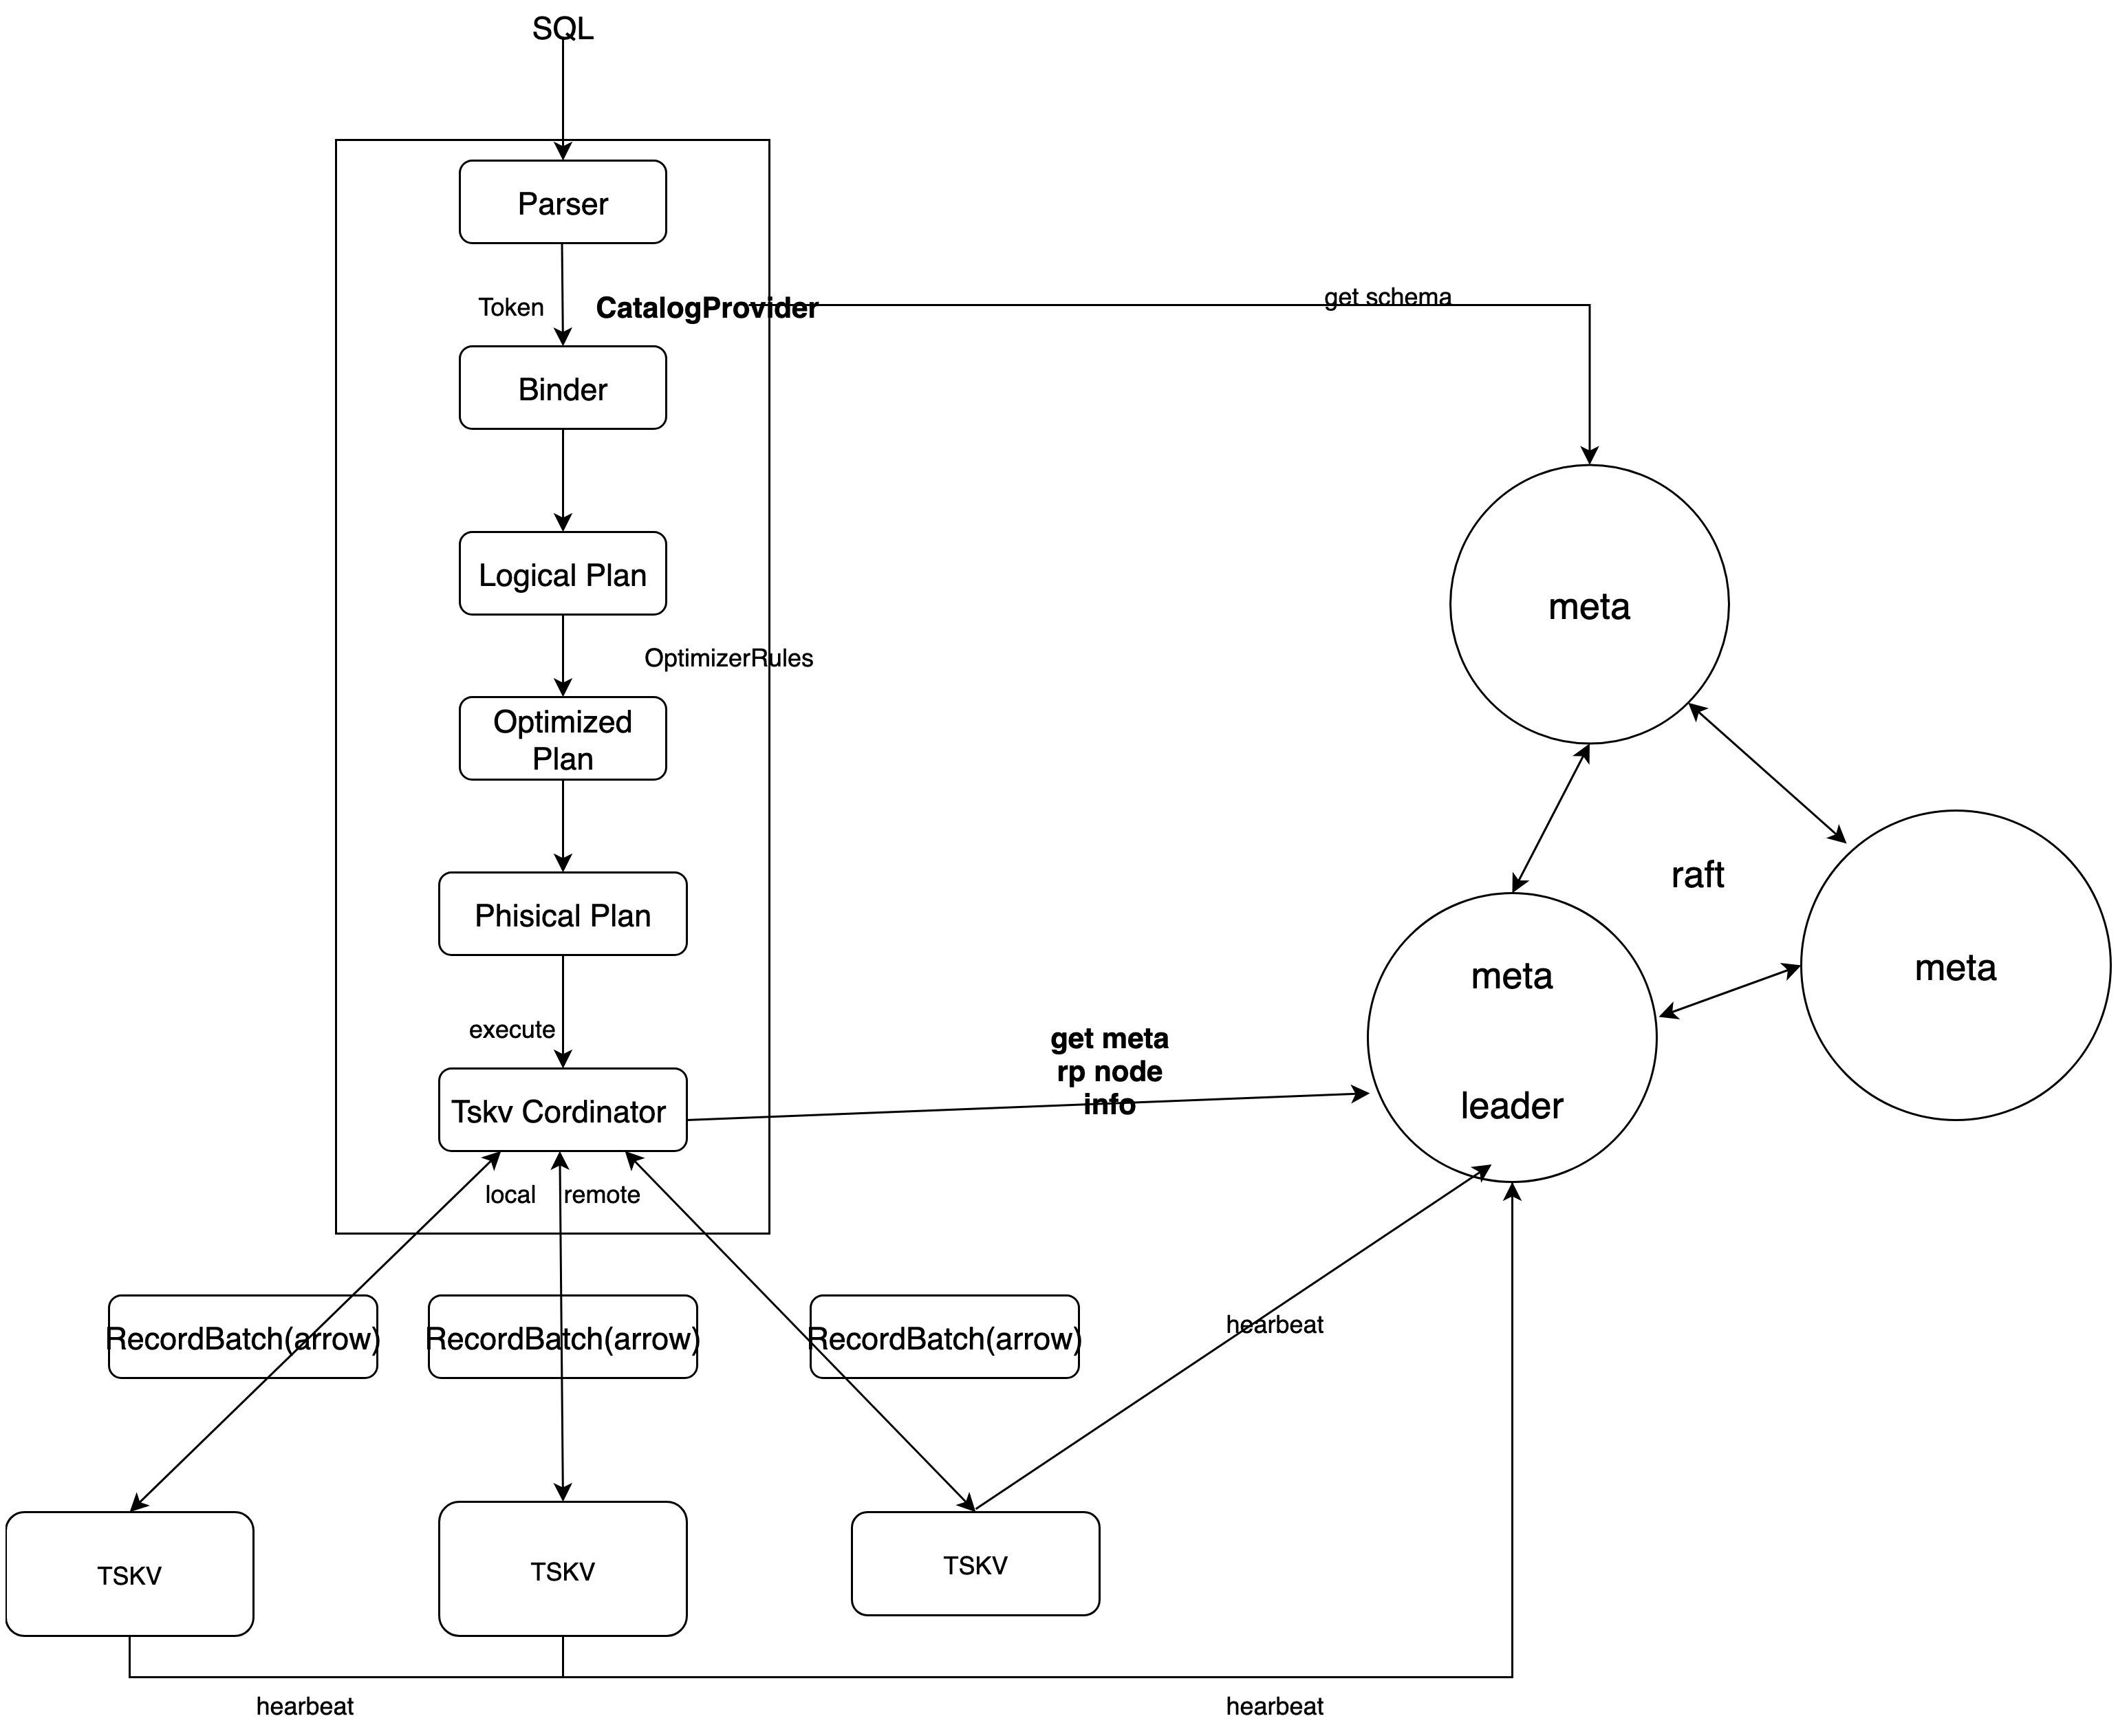 SQL
Parser
Token
CatalogProvider
get schema
Binder
Logical Plan
meta
OptimizerRules
Optimized
Plan
raft
Phisical Plan
meta
meta
execute
get meta
rp node
info
Tskv Cordinator
leader
local
remote
RecordBatch(arrow)
RecordBatch(arrow)
RecordBatch(arrow)
hearbeat
TSKV
TSKV
TSKV
hearbeat
hearbeat